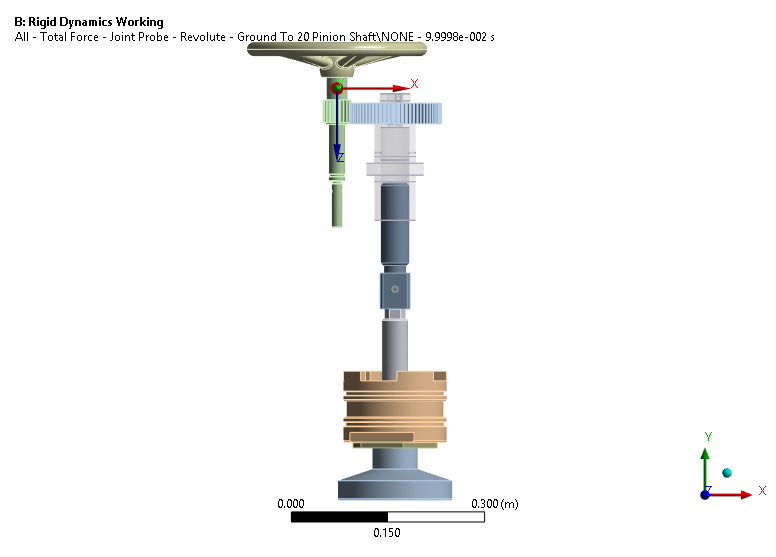 B: Rigid Dynamics Working
All - Total Force - Joint Probe - Revolute - Ground To 20 Pinion Shaft\NONE - 9.9998e-002 s
X
Y
Z
0.000
0.300 (m)
0.150
Y
Z
X